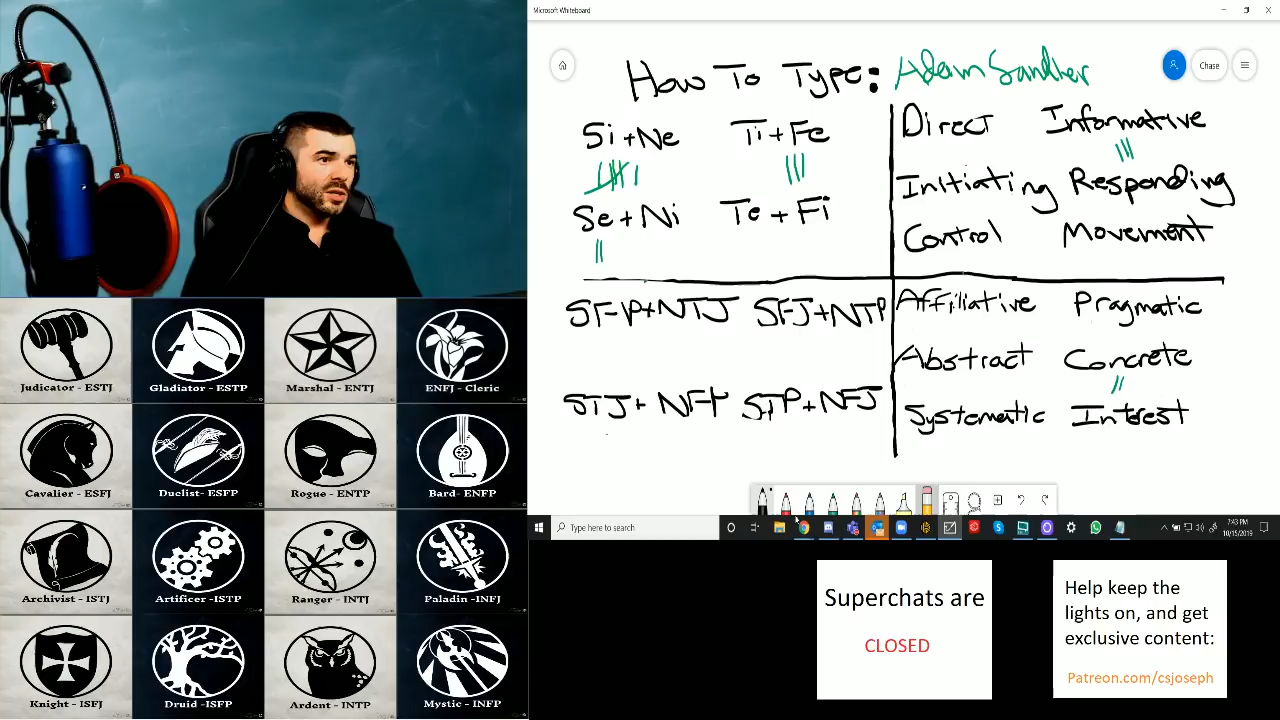 Microsoft Whiteboard
How To Type: Adam Sandler
Chase
Si+Ne Ti+Fe
Se+Ni Te+Fi
Direct Informative
Initiating Responding
Control Movement
SFP+NTJ SFJ+NTP
STJ+NFP STP+NFJ
Affiliative Pragmatic
Abstract Concrete
Systematic Interest
Type here to search
7:43 PM
10/15/2019
Judicator - ESTJ
Gladiator - ESTP
Marshal - ENTJ
ENFJ - Cleric
Cavalier - ESFJ
Duelist- ESFP
Rogue - ENTP
Bard- ENFP
Archivist - ISTJ
Artificer -ISTP
Ranger - INTJ
Paladin -INFJ
Knight - ISFJ
Druid -ISFP
Ardent - INTP
Mystic - INFP
Superchats are
CLOSED
Help keep the
lights on, and get
exclusive content:
Patreon.com/csjoseph